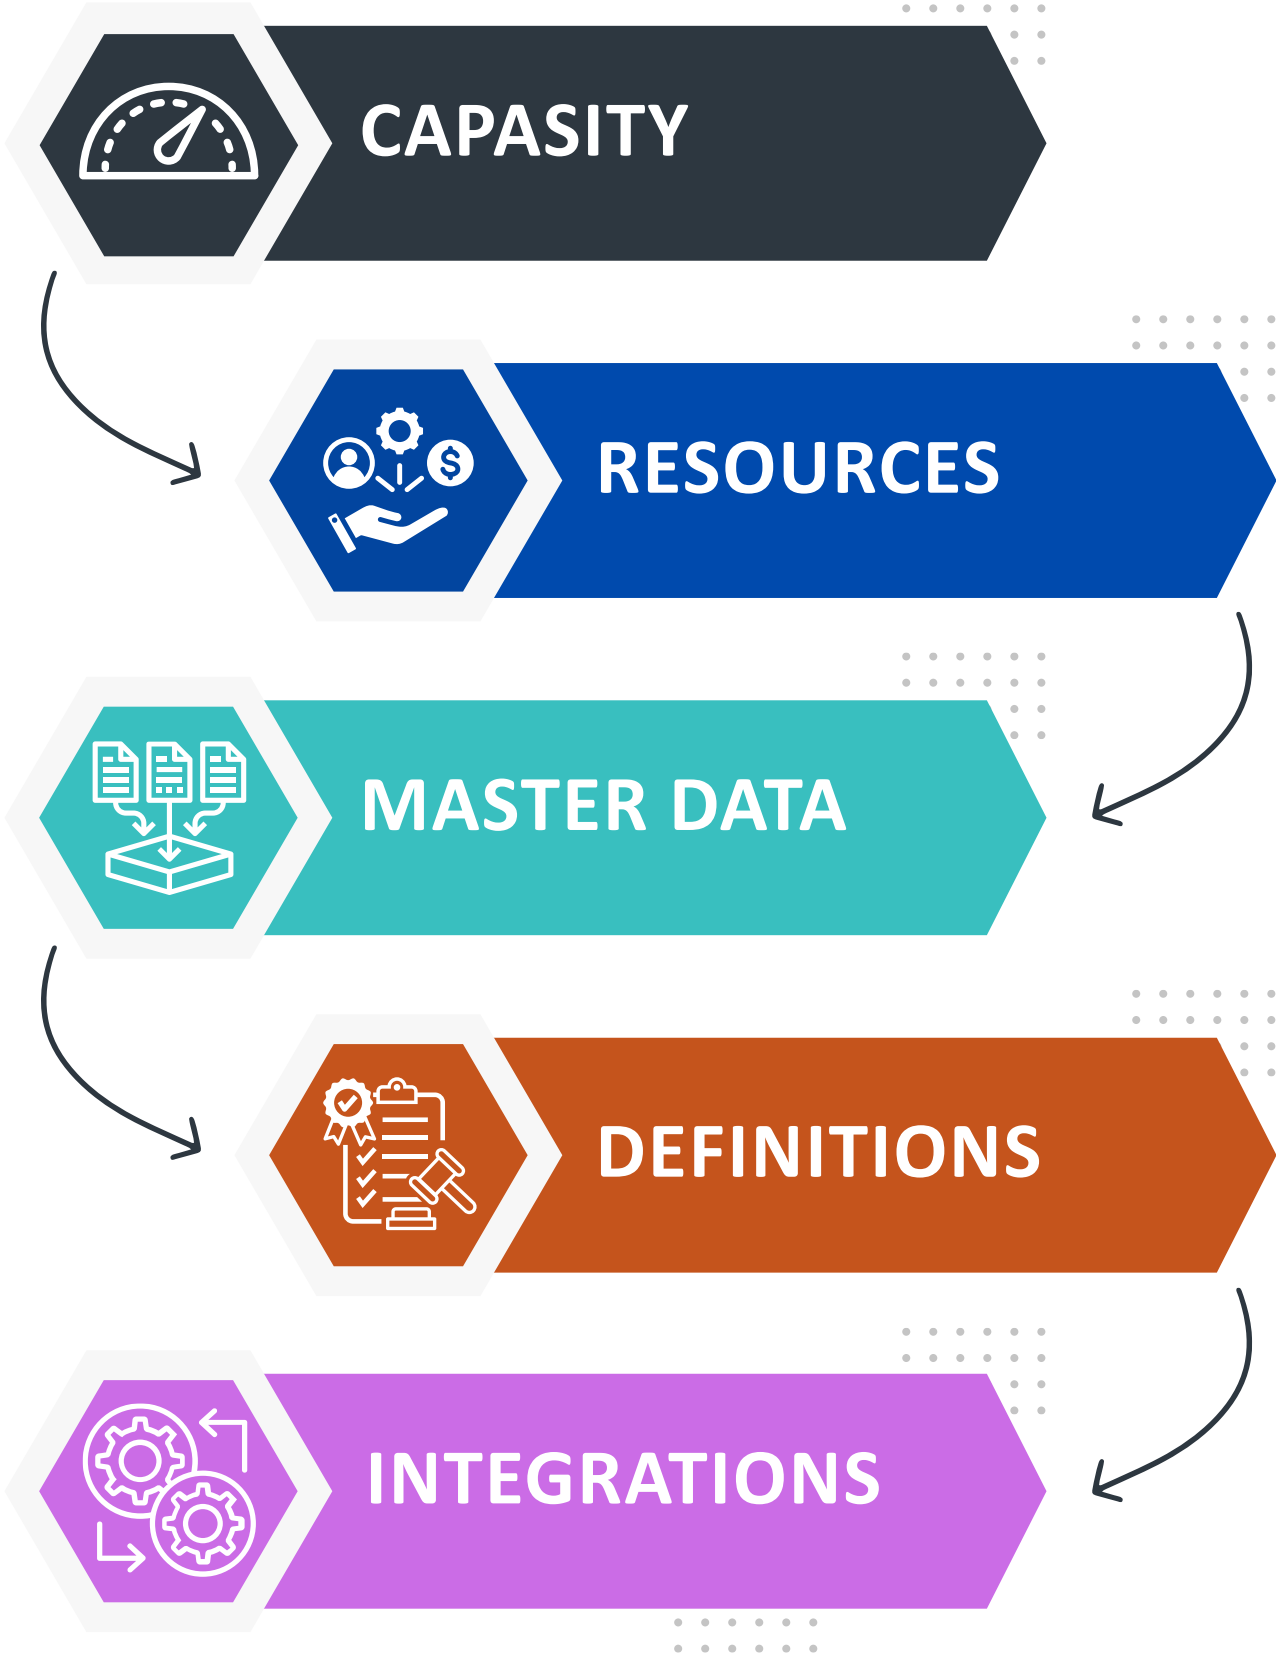 CAPASITY
RESOURCES
MASTER DATA
DEFINITIONS
INTEGRATIONS